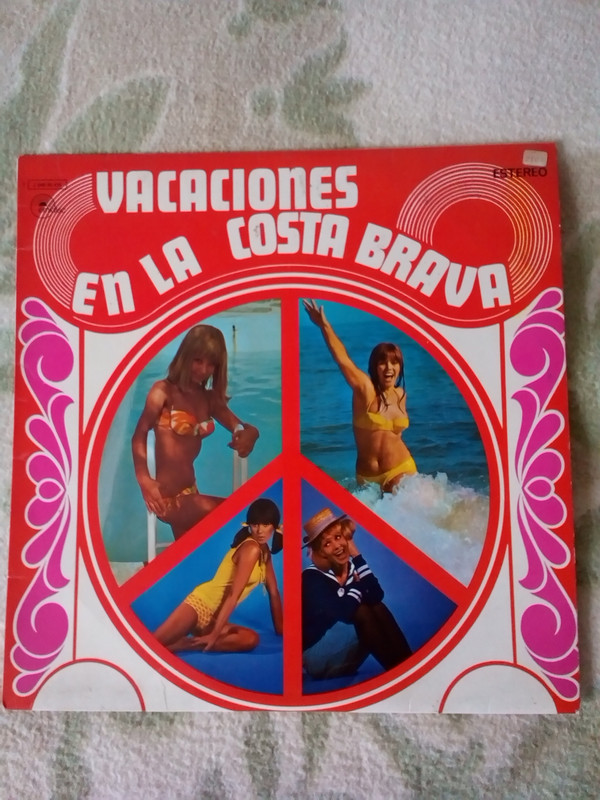 ESTEREO
VACACIONES
EN LA COSTA BRAVA